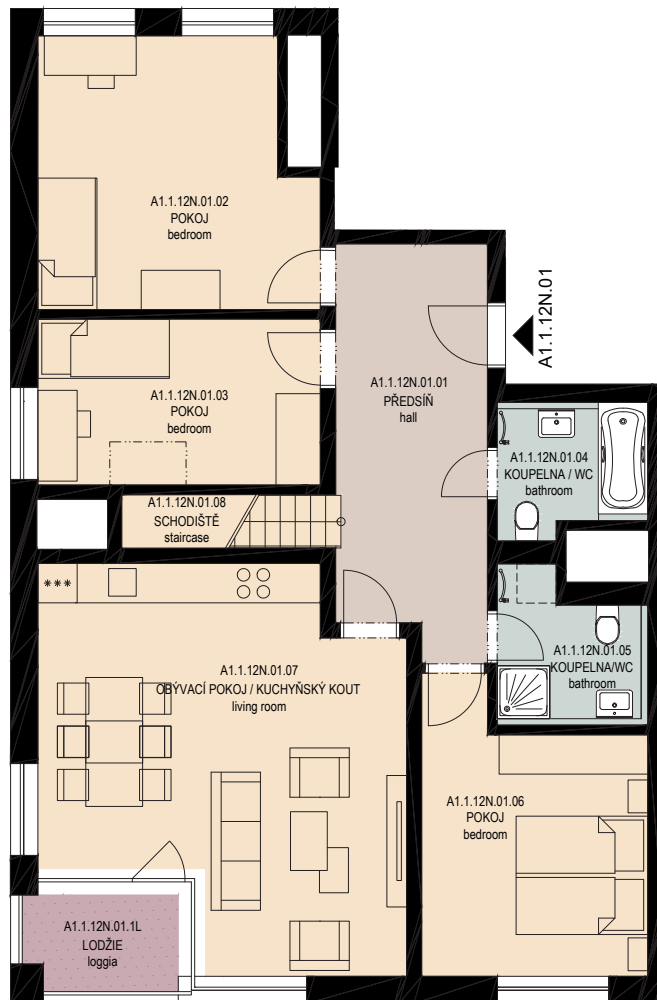 A1.1.12N.01.02
POKOJ
bedroom
A1.1.12N.01
A1.1.12N.01.03
POKOJ
bedroom
A1.1.12N.01.01
PŘEDSÍŇ
hall
A1.1.12N.01.04
KOUPELNA / WC
bathroom
A1.1.12N.01.08
SCHODIŠTĚ
staircase
***
A1.1.12N.01.05
KOUPELNA/WC
bathroom
A1.1.12N.01.07
OBÝVACÍ POKOJ / KUCHYŇSKÝ KOUT
living room
A1.1.12N.01.06
POKOJ
bedroom
A1.1.12N.01.1L
LODŽIE
loggia